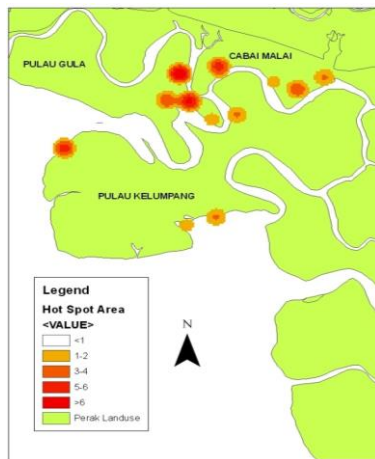 CABAI MALAI
PULAU GULA
PULAU KELUMPANG
Legend
Hot Spot Area
<VALUE>
<1
1-2
3-4
5-6
>6
Perak Landuse
N